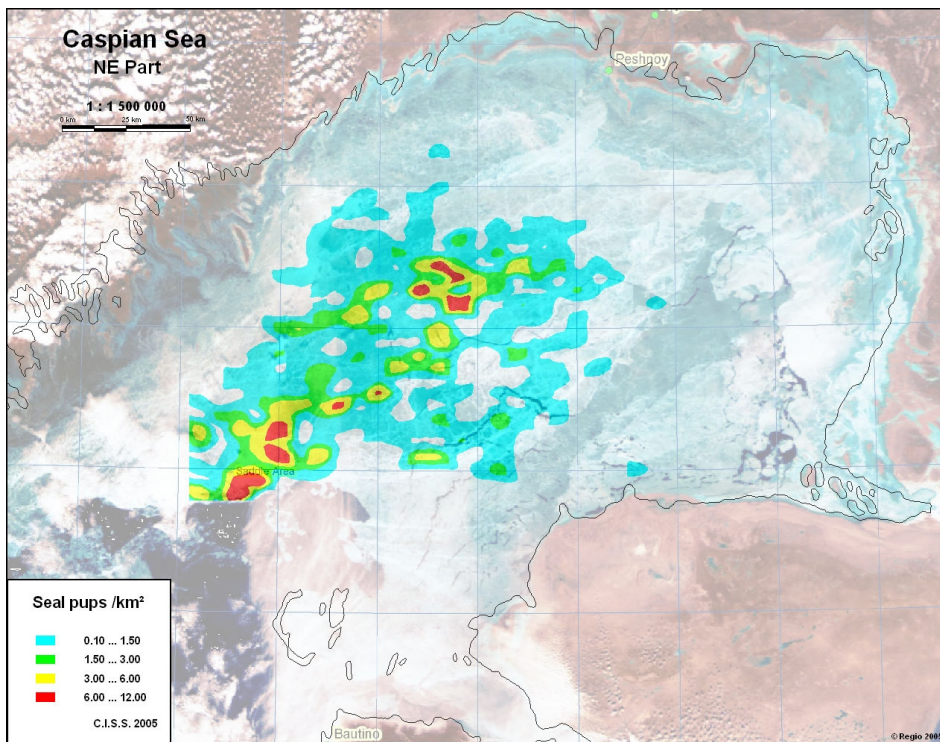 Caspian Sea
NE Part
1 : 1 500 000
0 km 25 km 50 km
Peshnoy
Saddle Area
Seal pups /km²
0.10 ... 1.50
1.50 ... 3.00
3.00 ... 6.00
6.00 ... 12.00
C.I.S.S. 2005
Bautino
© Regio 2005